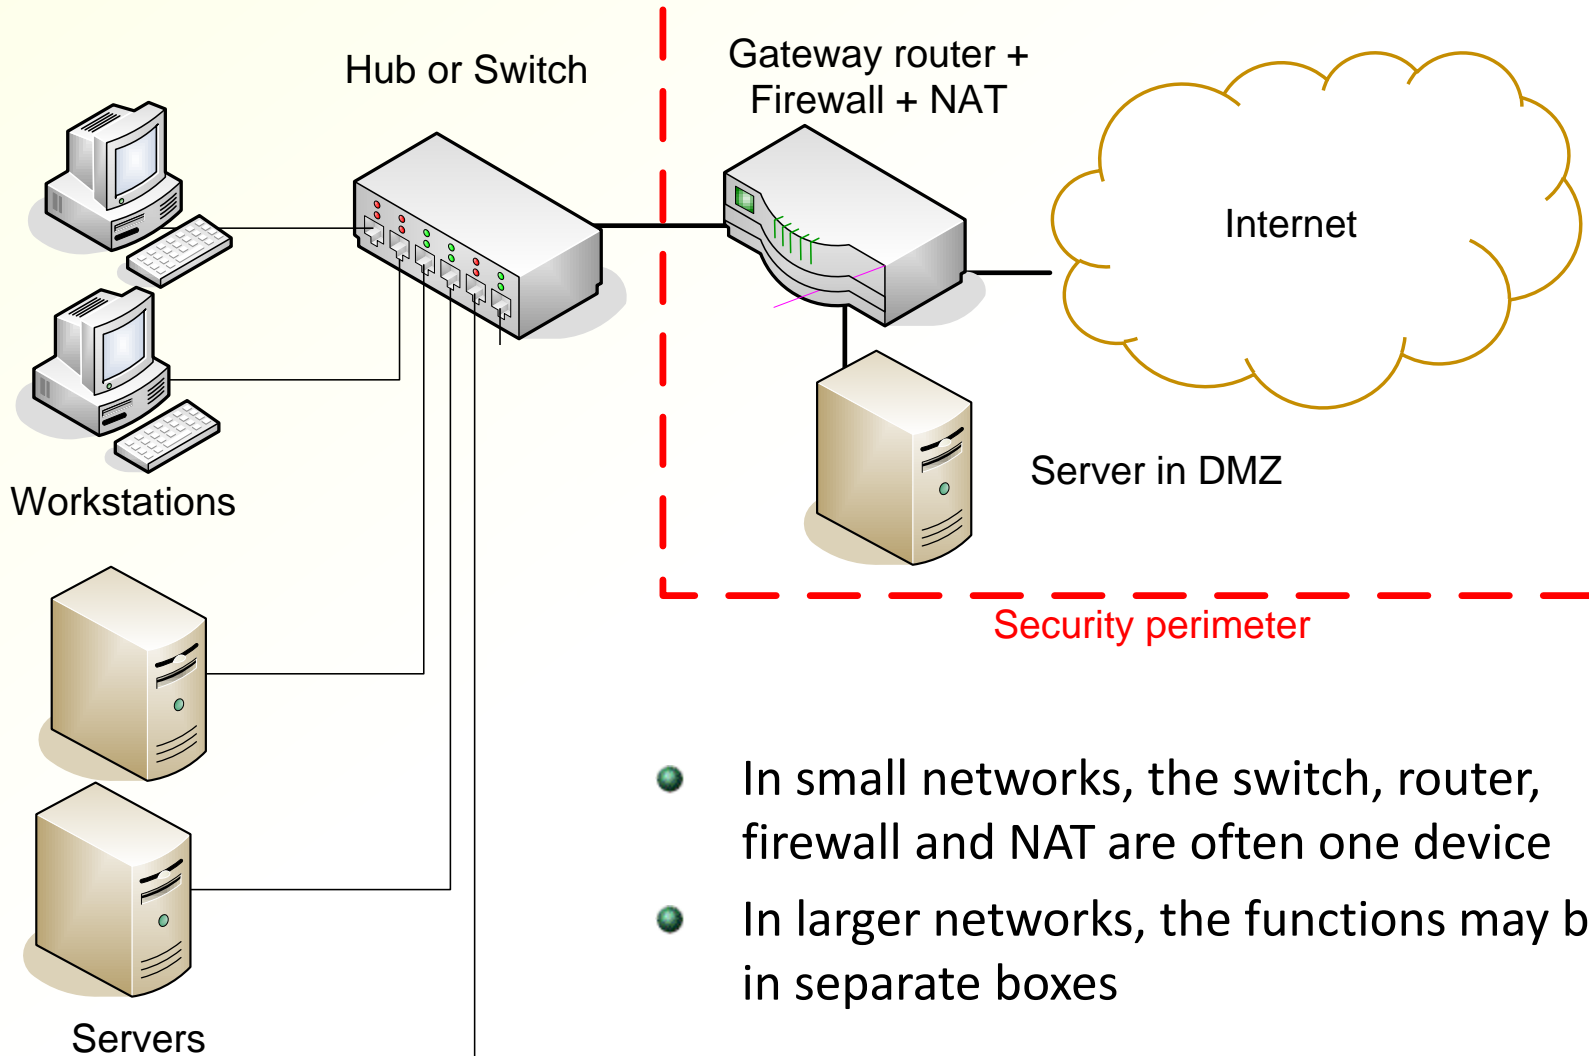 Hub or Switch
Gateway router +
Firewall + NAT
Internet
Server in DMZ
Workstations
Security perimeter
In small networks, the switch, router,
firewall and NAT are often one device
In larger networks, the functions may b
in separate boxes
Servers